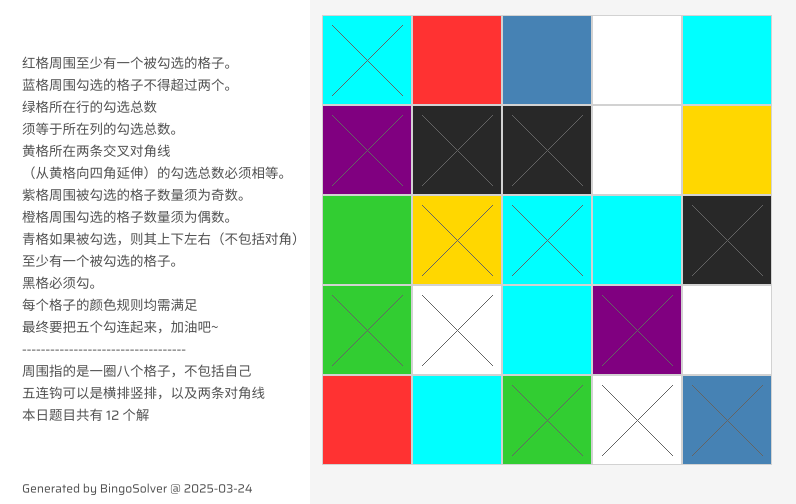 红格周围至少有一个被勾选的格子。
蓝格周围勾选的格子不得超过两个。
绿格所在行的勾选总数
须等于所在列的勾选总数。
黄格所在两条交叉对角线
（从黄格向四角延伸）的勾选总数必须相等。
紫格周围被勾选的格子数量须为奇数。
橙格周围勾选的格子数量须为偶数。
青格如果被勾选，则其上下左右（不包括对角）
至少有一个被勾选的格子。
黑格必须勾。
每个格子的颜色规则均需满足
最终要把五个勾连起来，加油吧~
-----------------------------------
周围指的是一圈八个格子，不包括自己
五连钩可以是横排竖排，以及两条对角线
本日题目共有 12 个解
Generated by BingoSolver @ 2025-03-24